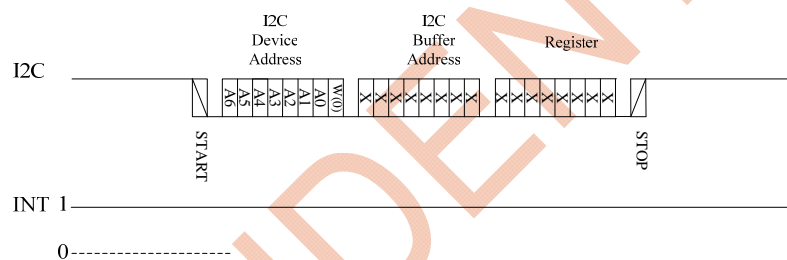 I2C
Device
Address
I2C
Buffer
Address
Register
I2C
A6 A5 A4 A3 A2 A1 A0 W(0) X X X X X X X X X X X X X X X X
START
STOP
INT 1
0